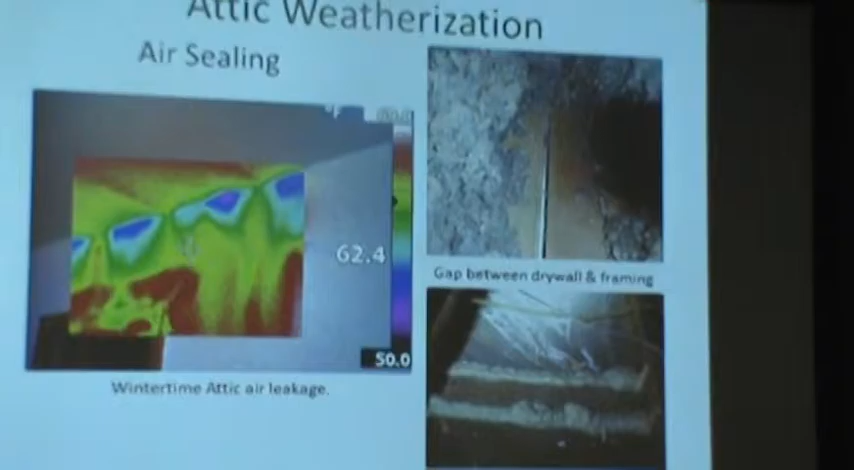 Attic Weatherization
Air Sealing
62.4
50.0
Wintertime Attic air leakage.
Gap between drywall & framing